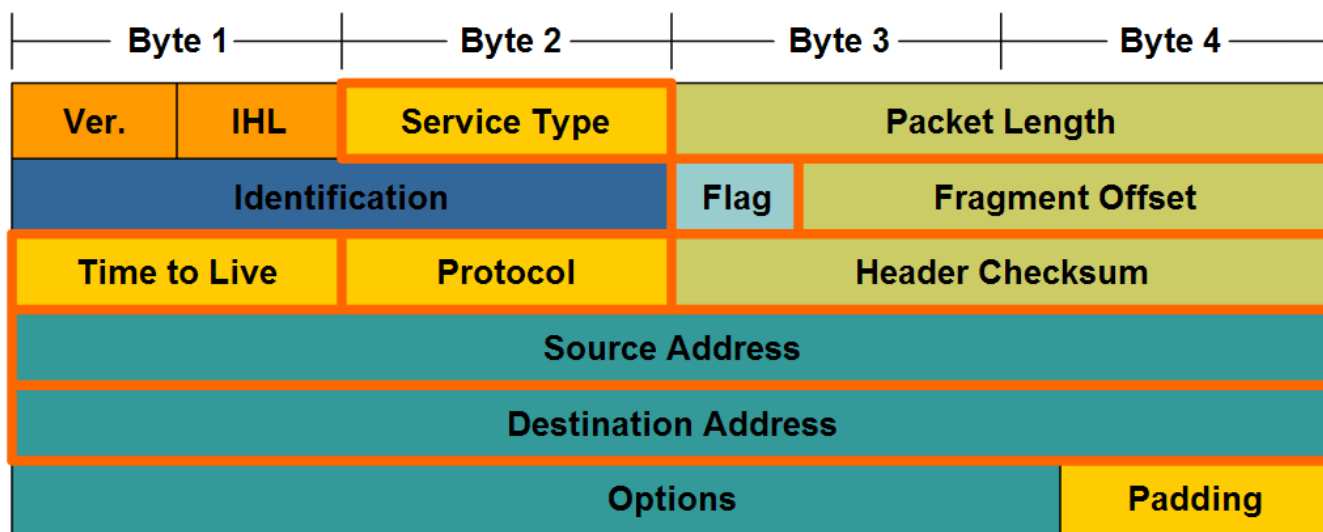 Byte 1 Byte 2 Byte 3 Byte 4
Ver. IHL Service Type Packet Length
Identification Flag Fragment Offset
Time to Live Protocol Header Checksum
Source Address
Destination Address
Options Padding